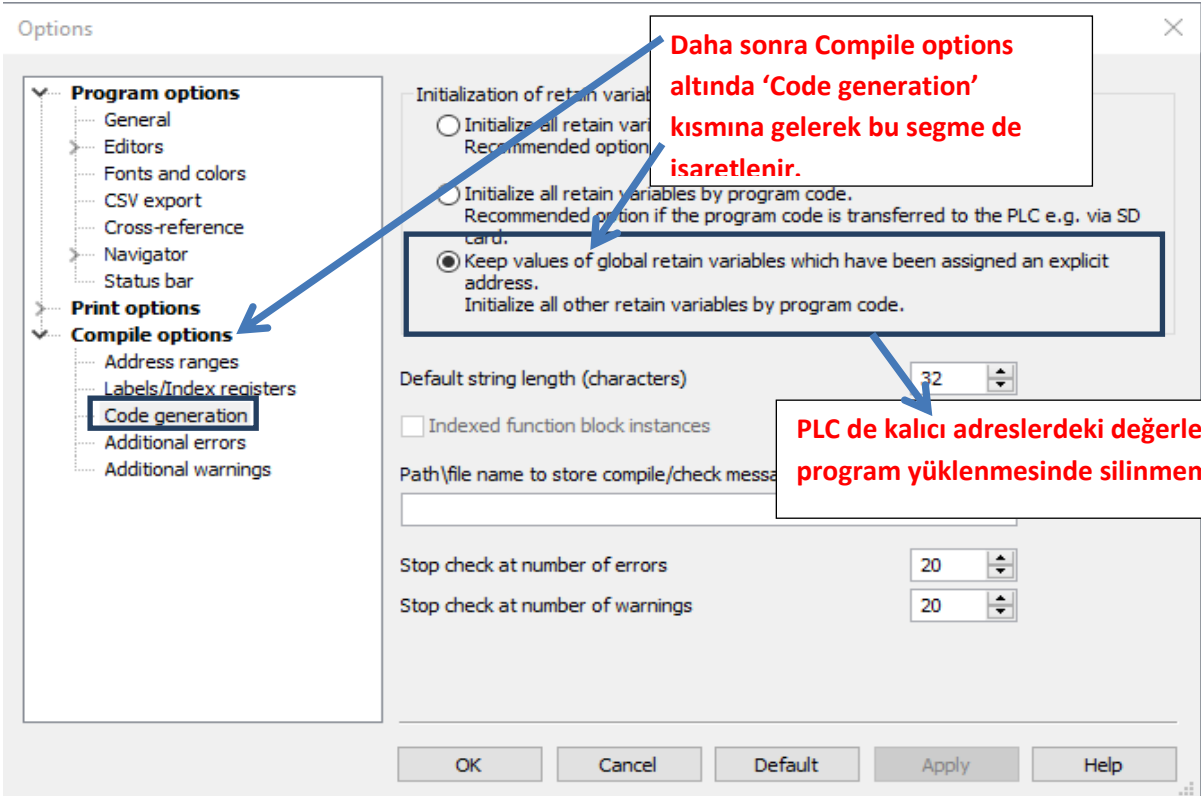 Options
Daha sonra Compile options
altında ‘Code generation’
kısmına gelerek bu segme de
işaretlenir.
Program options
General
Editors
Fonts and colors
CSV export
Cross-reference
Navigator
Status bar
Print options
Compile options
Address ranges
Labels/Index registers
Code generation
Additional errors
Additional warnings
Initialization of retain
Initialize all retain
Recommended option
Initialize all retain variables by program code.
Recommended option if the program code is transferred to the PLC e.g. via SD
card.
Keep values of global retain variables which have been assigned an explicit
address.
Initialize all other retain variables by program code.
Default string length (characters)
32
Indexed function block instances
PLC de kalıcı adreslerdeki
program yüklenmesinde
Path\file name to store compile/check
Stop check at number of errors
20
Stop check at number of warnings
20
OK
Cancel
Default
Apply
Help